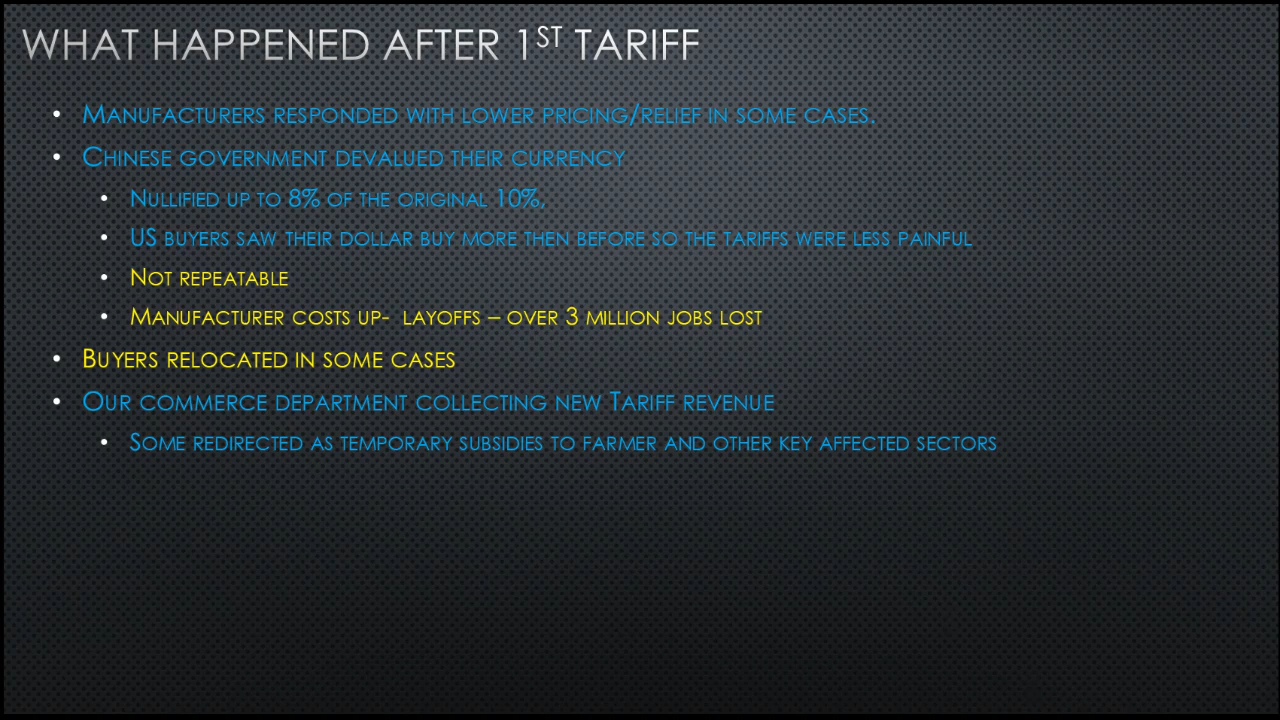 WHAT HAPPENED AFTER 1ST TARIFF
• MANUFACTURERS RESPONDED WITH LOWER PRICING/RELIEF IN SOME CASES.
• CHINESE GOVERNMENT DEVALUED THEIR CURRENCY
• NULLIFIED UP TO 8% OF THE ORIGINAL 10%,
• US BUYERS SAW THEIR DOLLAR BUY MORE THEN BEFORE SO THE TARIFFS WERE LESS PAINFUL
• NOT REPEATABLE
• MANUFACTURER COSTS UP- LAYOFFS – OVER 3 MILLION JOBS LOST
• BUYERS RELOCATED IN SOME CASES
• OUR COMMERCE DEPARTMENT COLLECTING NEW TARIFF REVENUE
• SOME REDIRECTED AS TEMPORARY SUBSIDIES TO FARMER AND OTHER KEY AFFECTED SECTORS